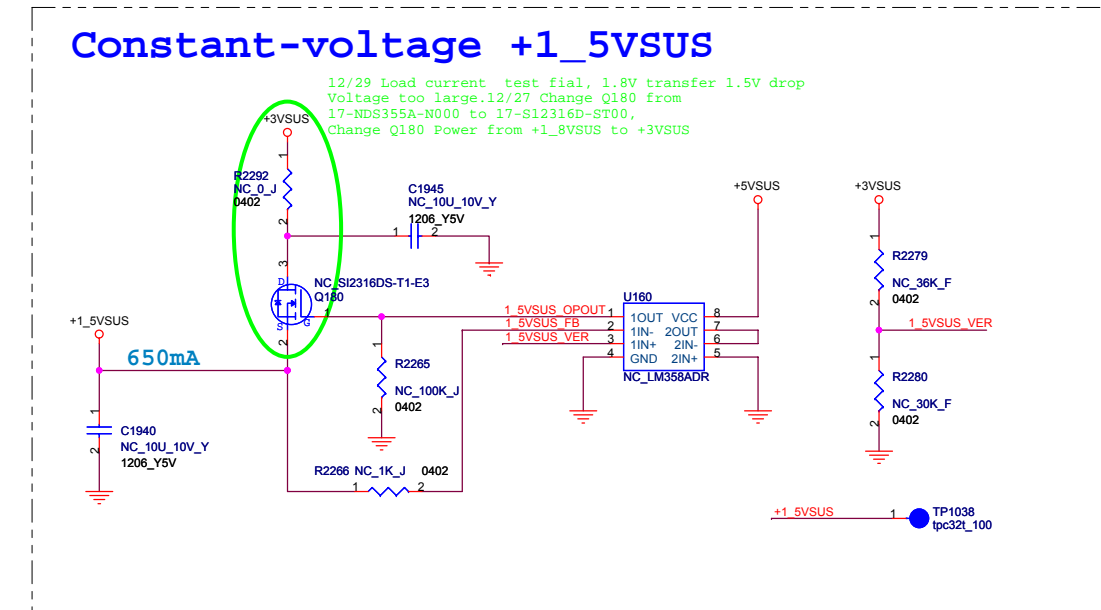 Constant-voltage +1_5VSUS
12/29 Load current  test fial, 1.8V transfer 1.5V drop
Voltage too large.12/27 Change Q180 from
17-NDS355A-N000 to 17-S12316D-ST00,
Change Q180 Power from +1_8VSUS to +3VSUS
+3VSUS
1
R2292
NC_0_J
0402
2
C1945
NC_10U_10V_Y
1206_Y5V
1 2
3
D
NC_SI2316DS-T1-E3
Q180
1
G
S
2
+1_5VSUS
650mA
1
C1940
NC_10U_10V_Y
1206_Y5V
2
1
R2265
NC_100K_J
0402
2
R2266 NC_1K_J 0402
1 2
+5VSUS
U160
1_5VSUS_OPOUT 1 1OUT VCC 8
1_5VSUS_FB 2 1IN- 2OUT 7
1_5VSUS_VER 3 1IN+ 2IN- 6
4 GND 2IN+ 5
NC_LM358ADR
+3VSUS
1
R2279
NC_36K_F
0402
2
1_5VSUS_VER
1
R2280
NC_30K_F
0402
2
+1_5VSUS 1 TP1038
tpc32t_100